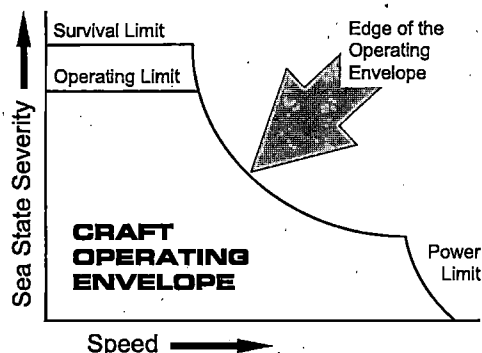 Survival Limit
Operating Limit
Edge of the
Operating
Envelope
Sea State Severity
CRAFT
OPERATING
ENVELOPE
Power
Limit
Speed